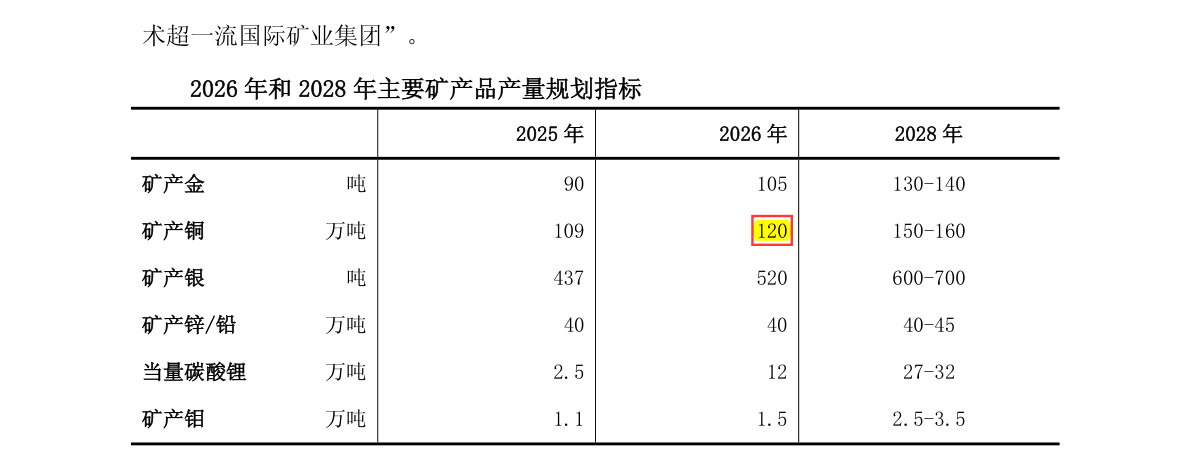 术超一流国际矿业集团”。
2026 年和 2028 年主要矿产品产量规划指标
2025 年 2026 年 2028 年
矿产金 吨 90 105 130-140
矿产铜 万吨 109 120 150-160
矿产银 吨 437 520 600-700
矿产锌/铅 万吨 40 40 40-45
当量碳酸锂 万吨 2.5 12 27-32
矿产钼 万吨 1.1 1.5 2.5-3.5